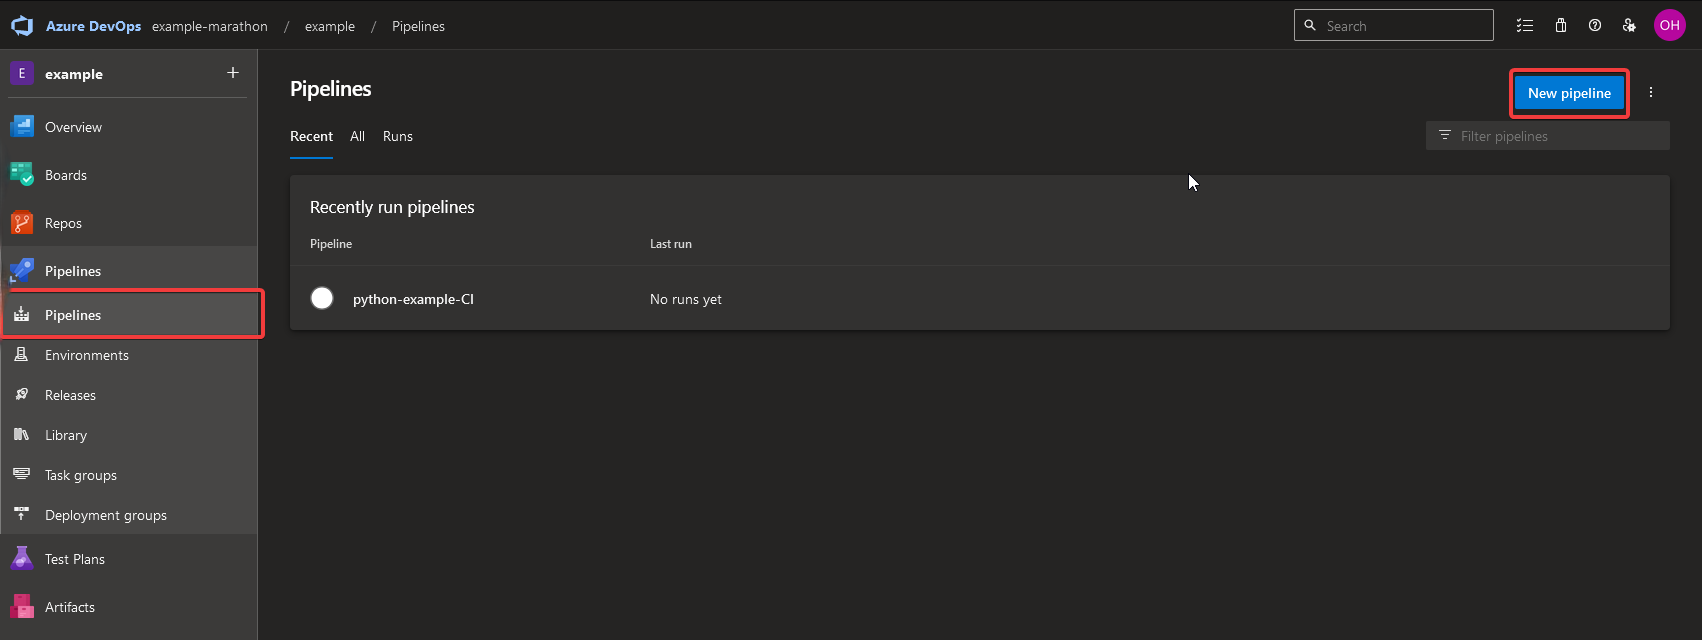 Azure DevOps example-marathon / example / Pipelines Search OH
E example +
Overview
Boards
Repos
Pipelines
Pipelines
Environments
Releases
Library
Task groups
Deployment groups
Test Plans
Artifacts
Pipelines
New pipeline
Recent All Runs
Filter pipelines
Recently run pipelines
Pipeline Last run
python-example-CI No runs yet